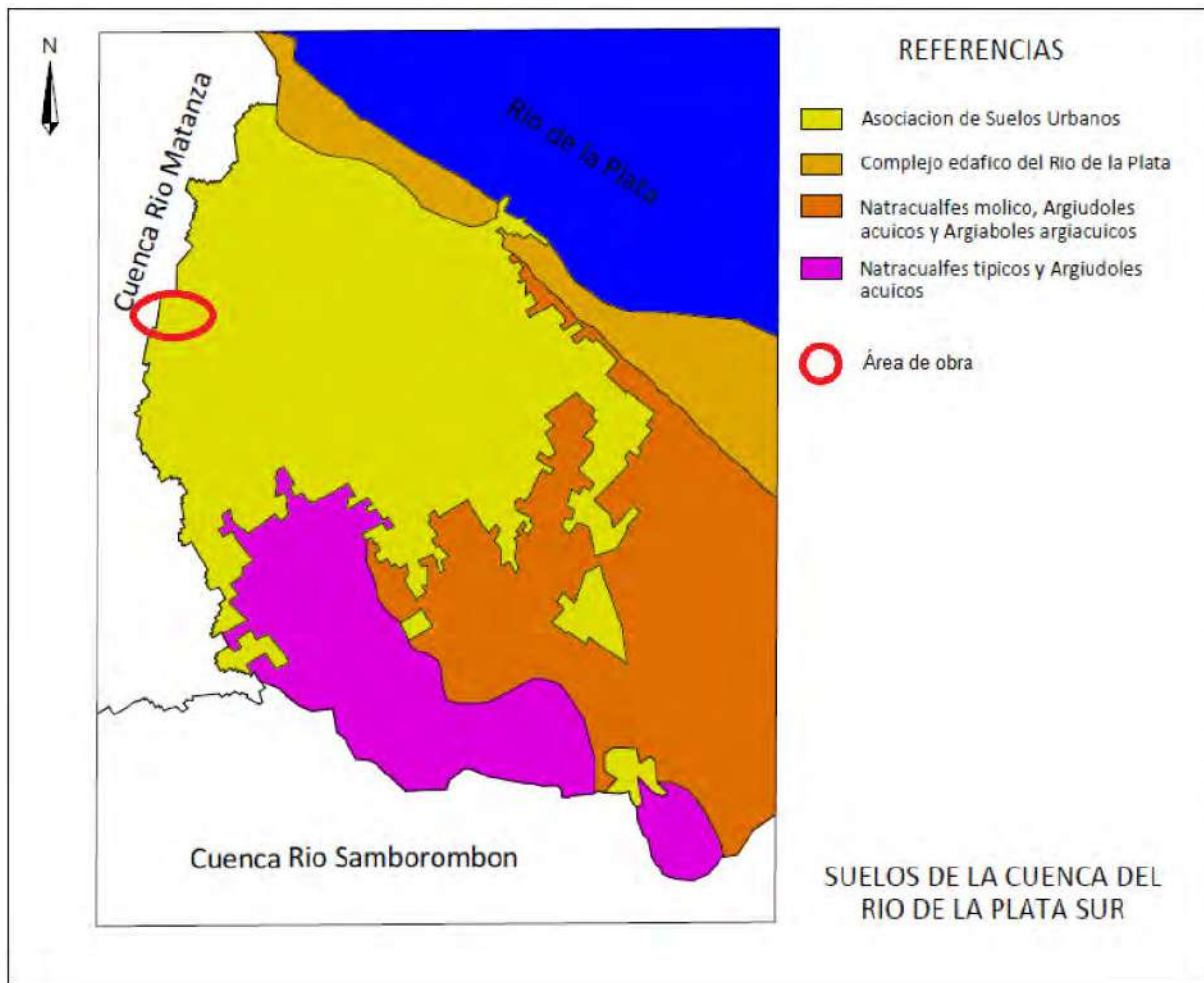 N
Cuenca Rio Matanza
Rio de la Plata
Cuenca Rio Samborombon
REFERENCIAS
Asociacion de Suelos Urbanos
Complejo edafico del Rio de la Plata
Natracualfes molico, Argiudoles
acuicos y Argiaboles argiacuicos
Natracualfes tipicos y Argiudoles
acuicos
Área de obra
SUELOS DE LA CUENCA DEL
RIO DE LA PLATA SUR